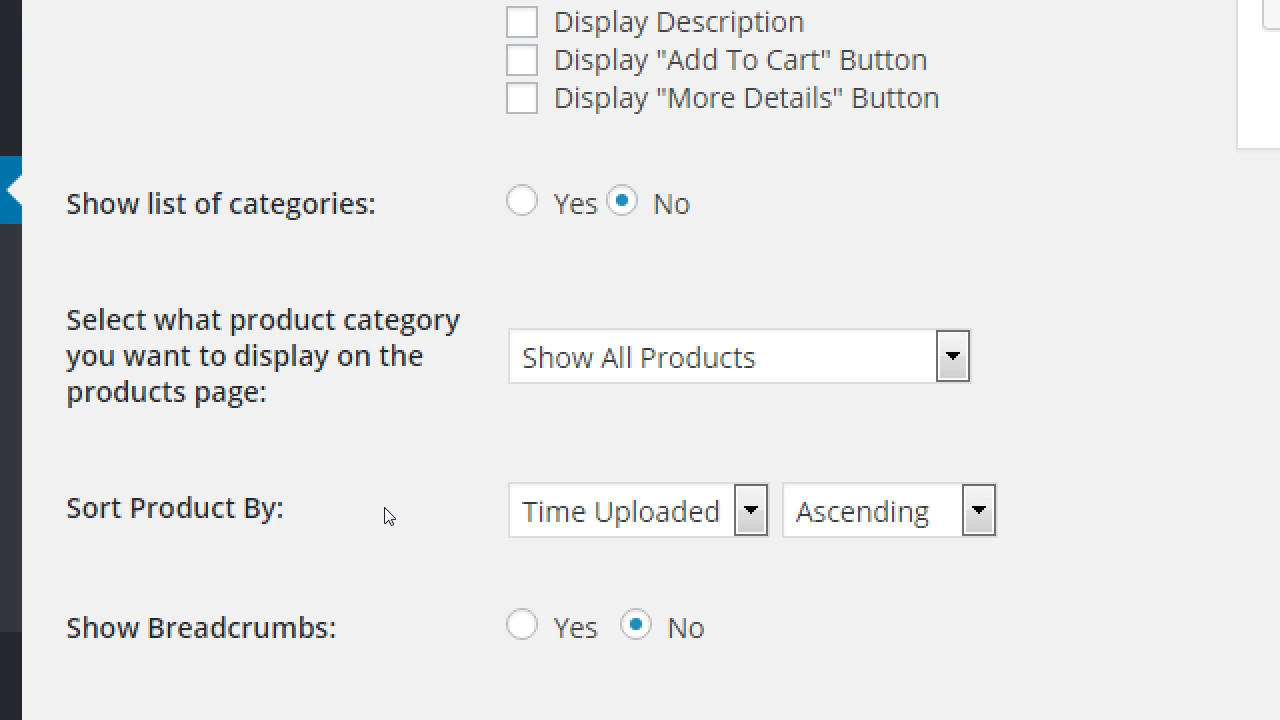 Display Description
Display "Add To Cart" Button
Display "More Details" Button
Show list of categories: Yes No
Select what product category
you want to display on the
products page:
Show All Products
Sort Product By: Time Uploaded Ascending
Show Breadcrumbs: Yes No